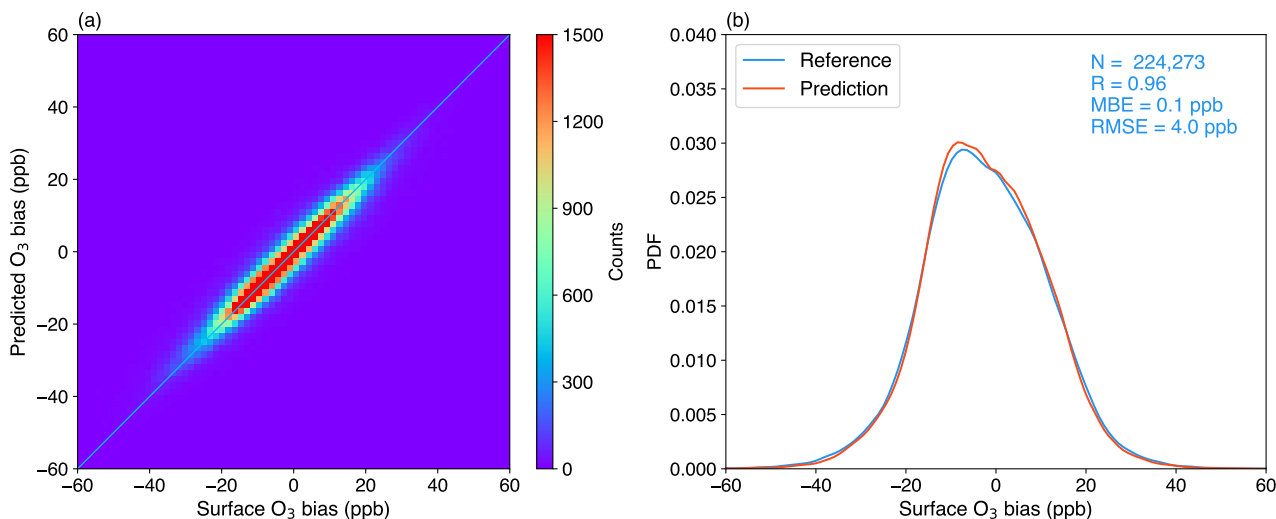 (a)
60
40
20
0
−20
−40
−60
Predicted O3 bias (ppb)
−60
−40
−20
0
20
40
60
Surface O3 bias (ppb)
1500
1200
900
600
300
0
Counts
(b)
0.040
0.035
0.030
0.025
0.020
0.015
0.010
0.005
0.000
PDF
Reference
Prediction
N = 224,273
R = 0.96
MBE = 0.1 ppb
RMSE = 4.0 ppb
−60
−40
−20
0
20
40
60
Surface O3 bias (ppb)